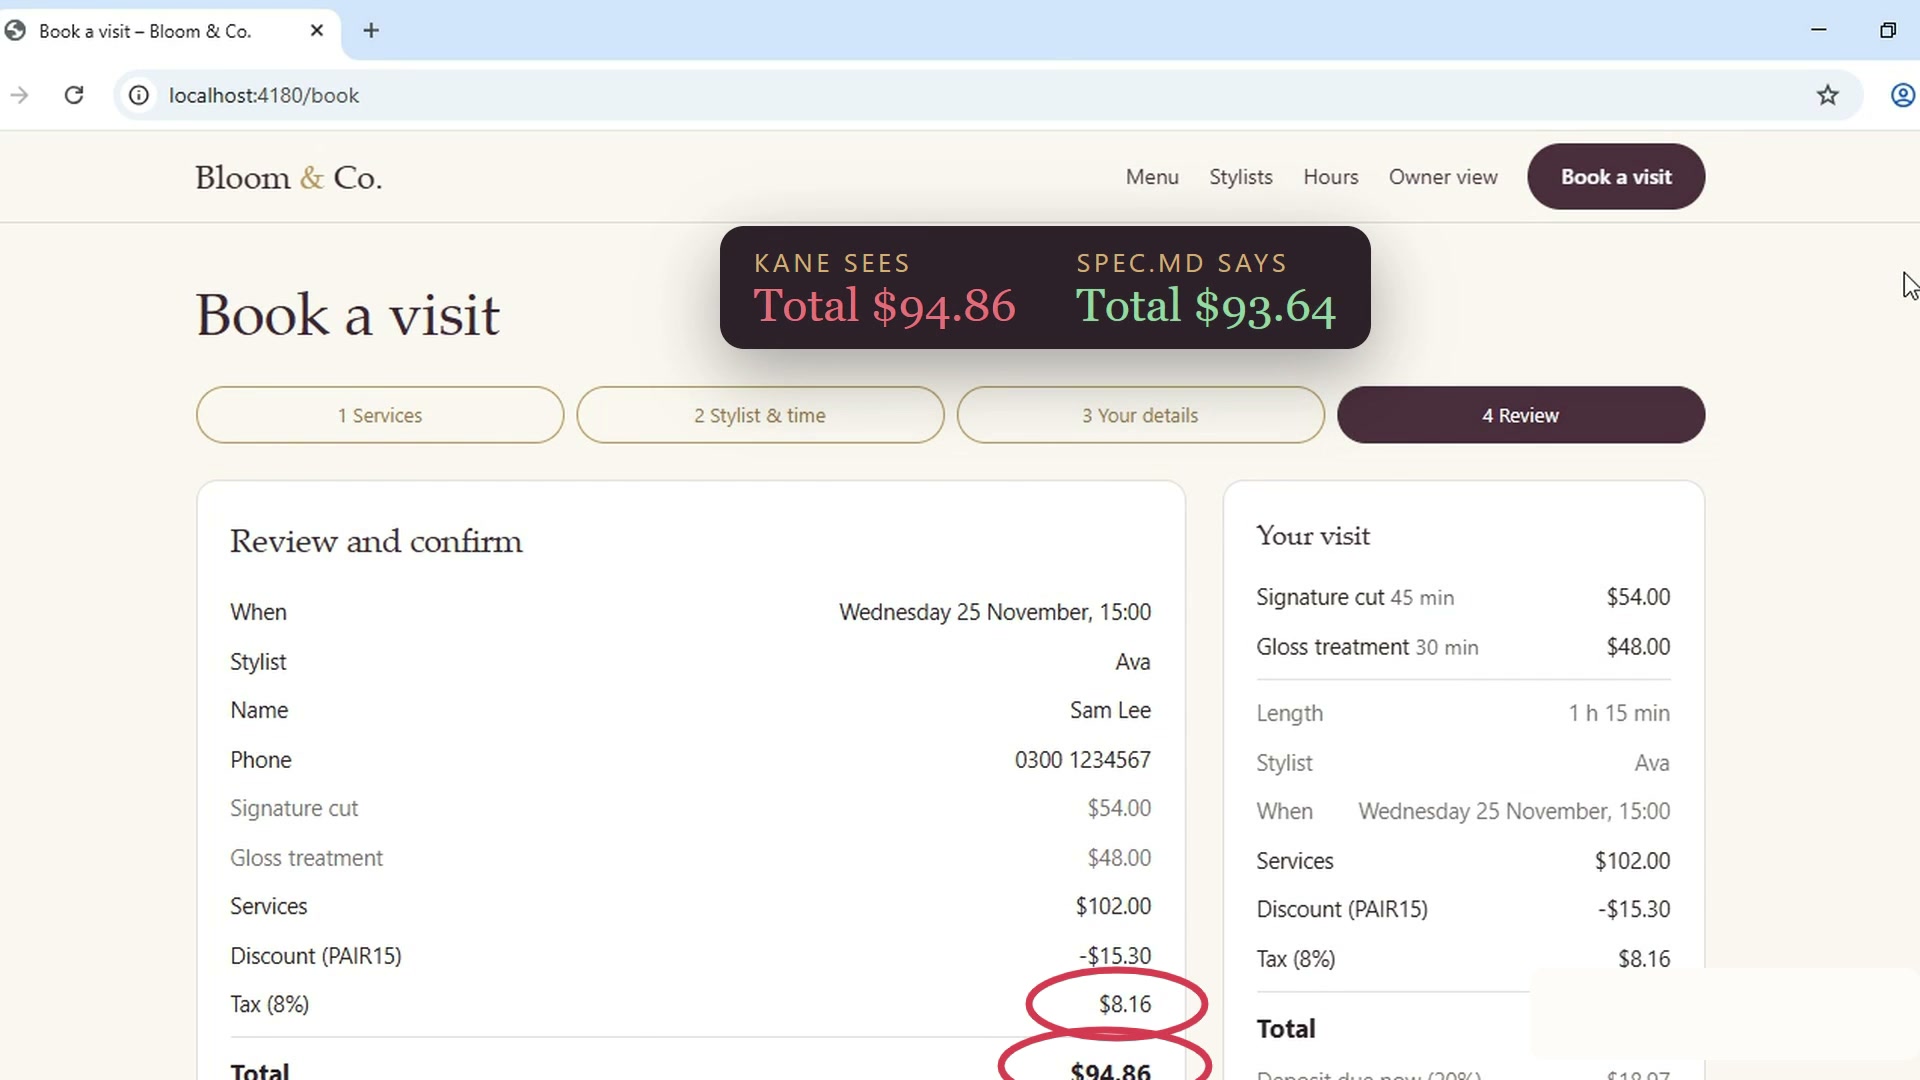 Book a visit – Bloom & Co.
localhost:4180/book
Bloom & Co.
Menu Stylists Hours Owner view Book a visit
KANE SEES
Total $94.86
SPEC.MD SAYS
Total $93.64
Book a visit
1 Services 2 Stylist & time 3 Your details 4 Review
Review and confirm
When Wednesday 25 November, 15:00
Stylist Ava
Name Sam Lee
Phone 0300 1234567
Signature cut $54.00
Gloss treatment $48.00
Services $102.00
Discount (PAIR15) -$15.30
Tax (8%) $8.16
Total $94.86
Your visit
Signature cut 45 min $54.00
Gloss treatment 30 min $48.00
Length 1 h 15 min
Stylist Ava
When Wednesday 25 November, 15:00
Services $102.00
Discount (PAIR15) -$15.30
Tax (8%) $8.16
Total
Deposit due now (20%) $18.97